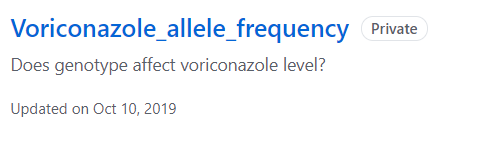 Voriconazole_allele_frequency Private
Does genotype affect voriconazole level?
Updated on Oct 10, 2019